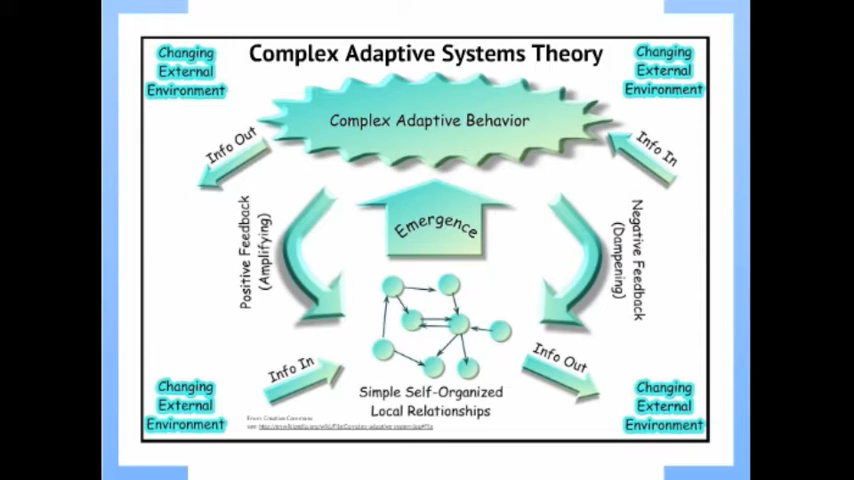 Complex Adaptive Systems Theory
Changing
External
Environment
Changing
External
Environment
Complex Adaptive Behavior
Info Out
Info In
Positive Feedback
(Amplifying)
Emergence
Negative Feedback
(Dampening)
Info In
Info Out
Simple Self-Organized
Local Relationships
Changing
External
Environment
Changing
External
Environment
From: Creative Commons